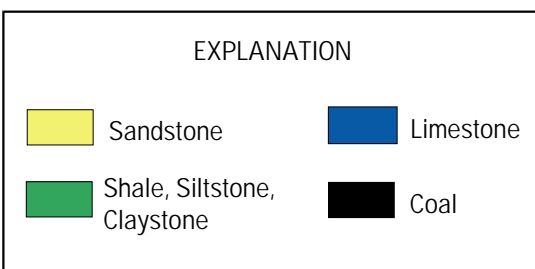 EXPLANATION
Sandstone
Limestone
Shale, Siltstone,
Claystone
Coal